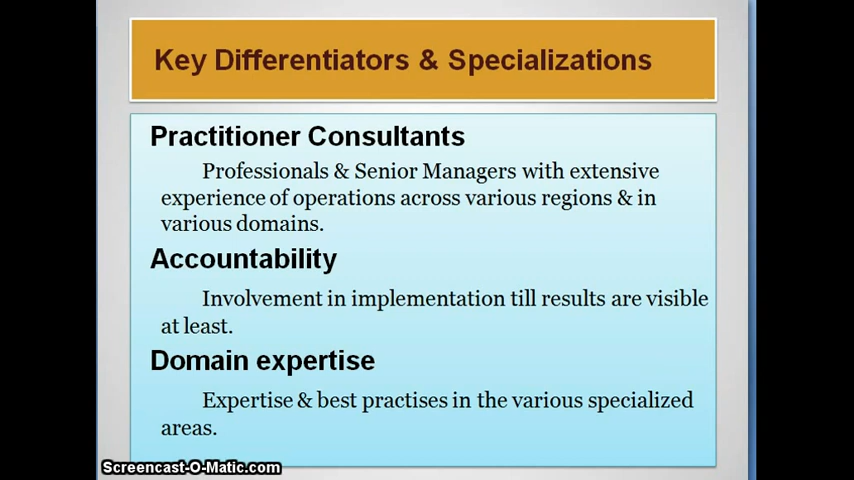 Key Differentiators & Specializations
Practitioner Consultants
Professionals & Senior Managers with extensive
experience of operations across various regions & in
various domains.
Accountability
Involvement in implementation till results are visible
at least.
Domain expertise
Expertise & best practises in the various specialized
areas.
Screencast-O-Matic.com